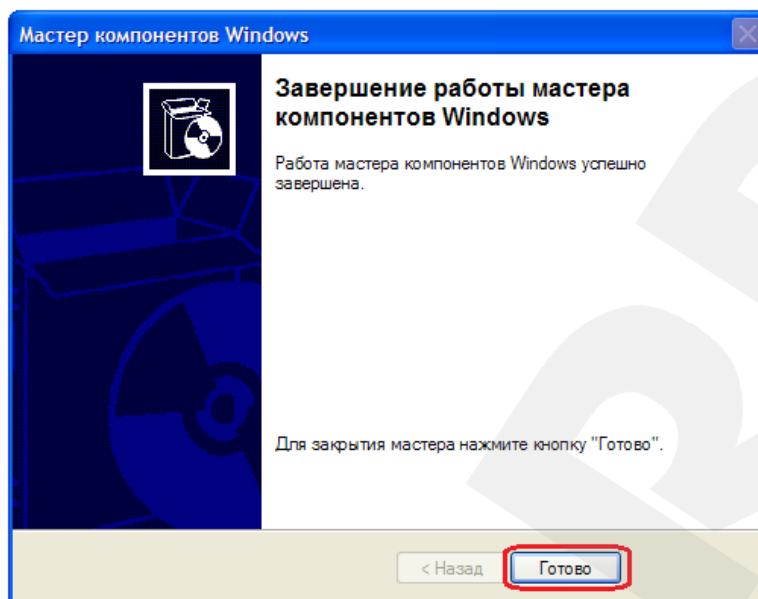 Мастер компонентов Windows
Завершение работы мастера
компонентов Windows
Работа мастера компонентов Windows успешно
завершена.
Для закрытия мастера нажмите кнопку "Готово".
< Назад
Готово